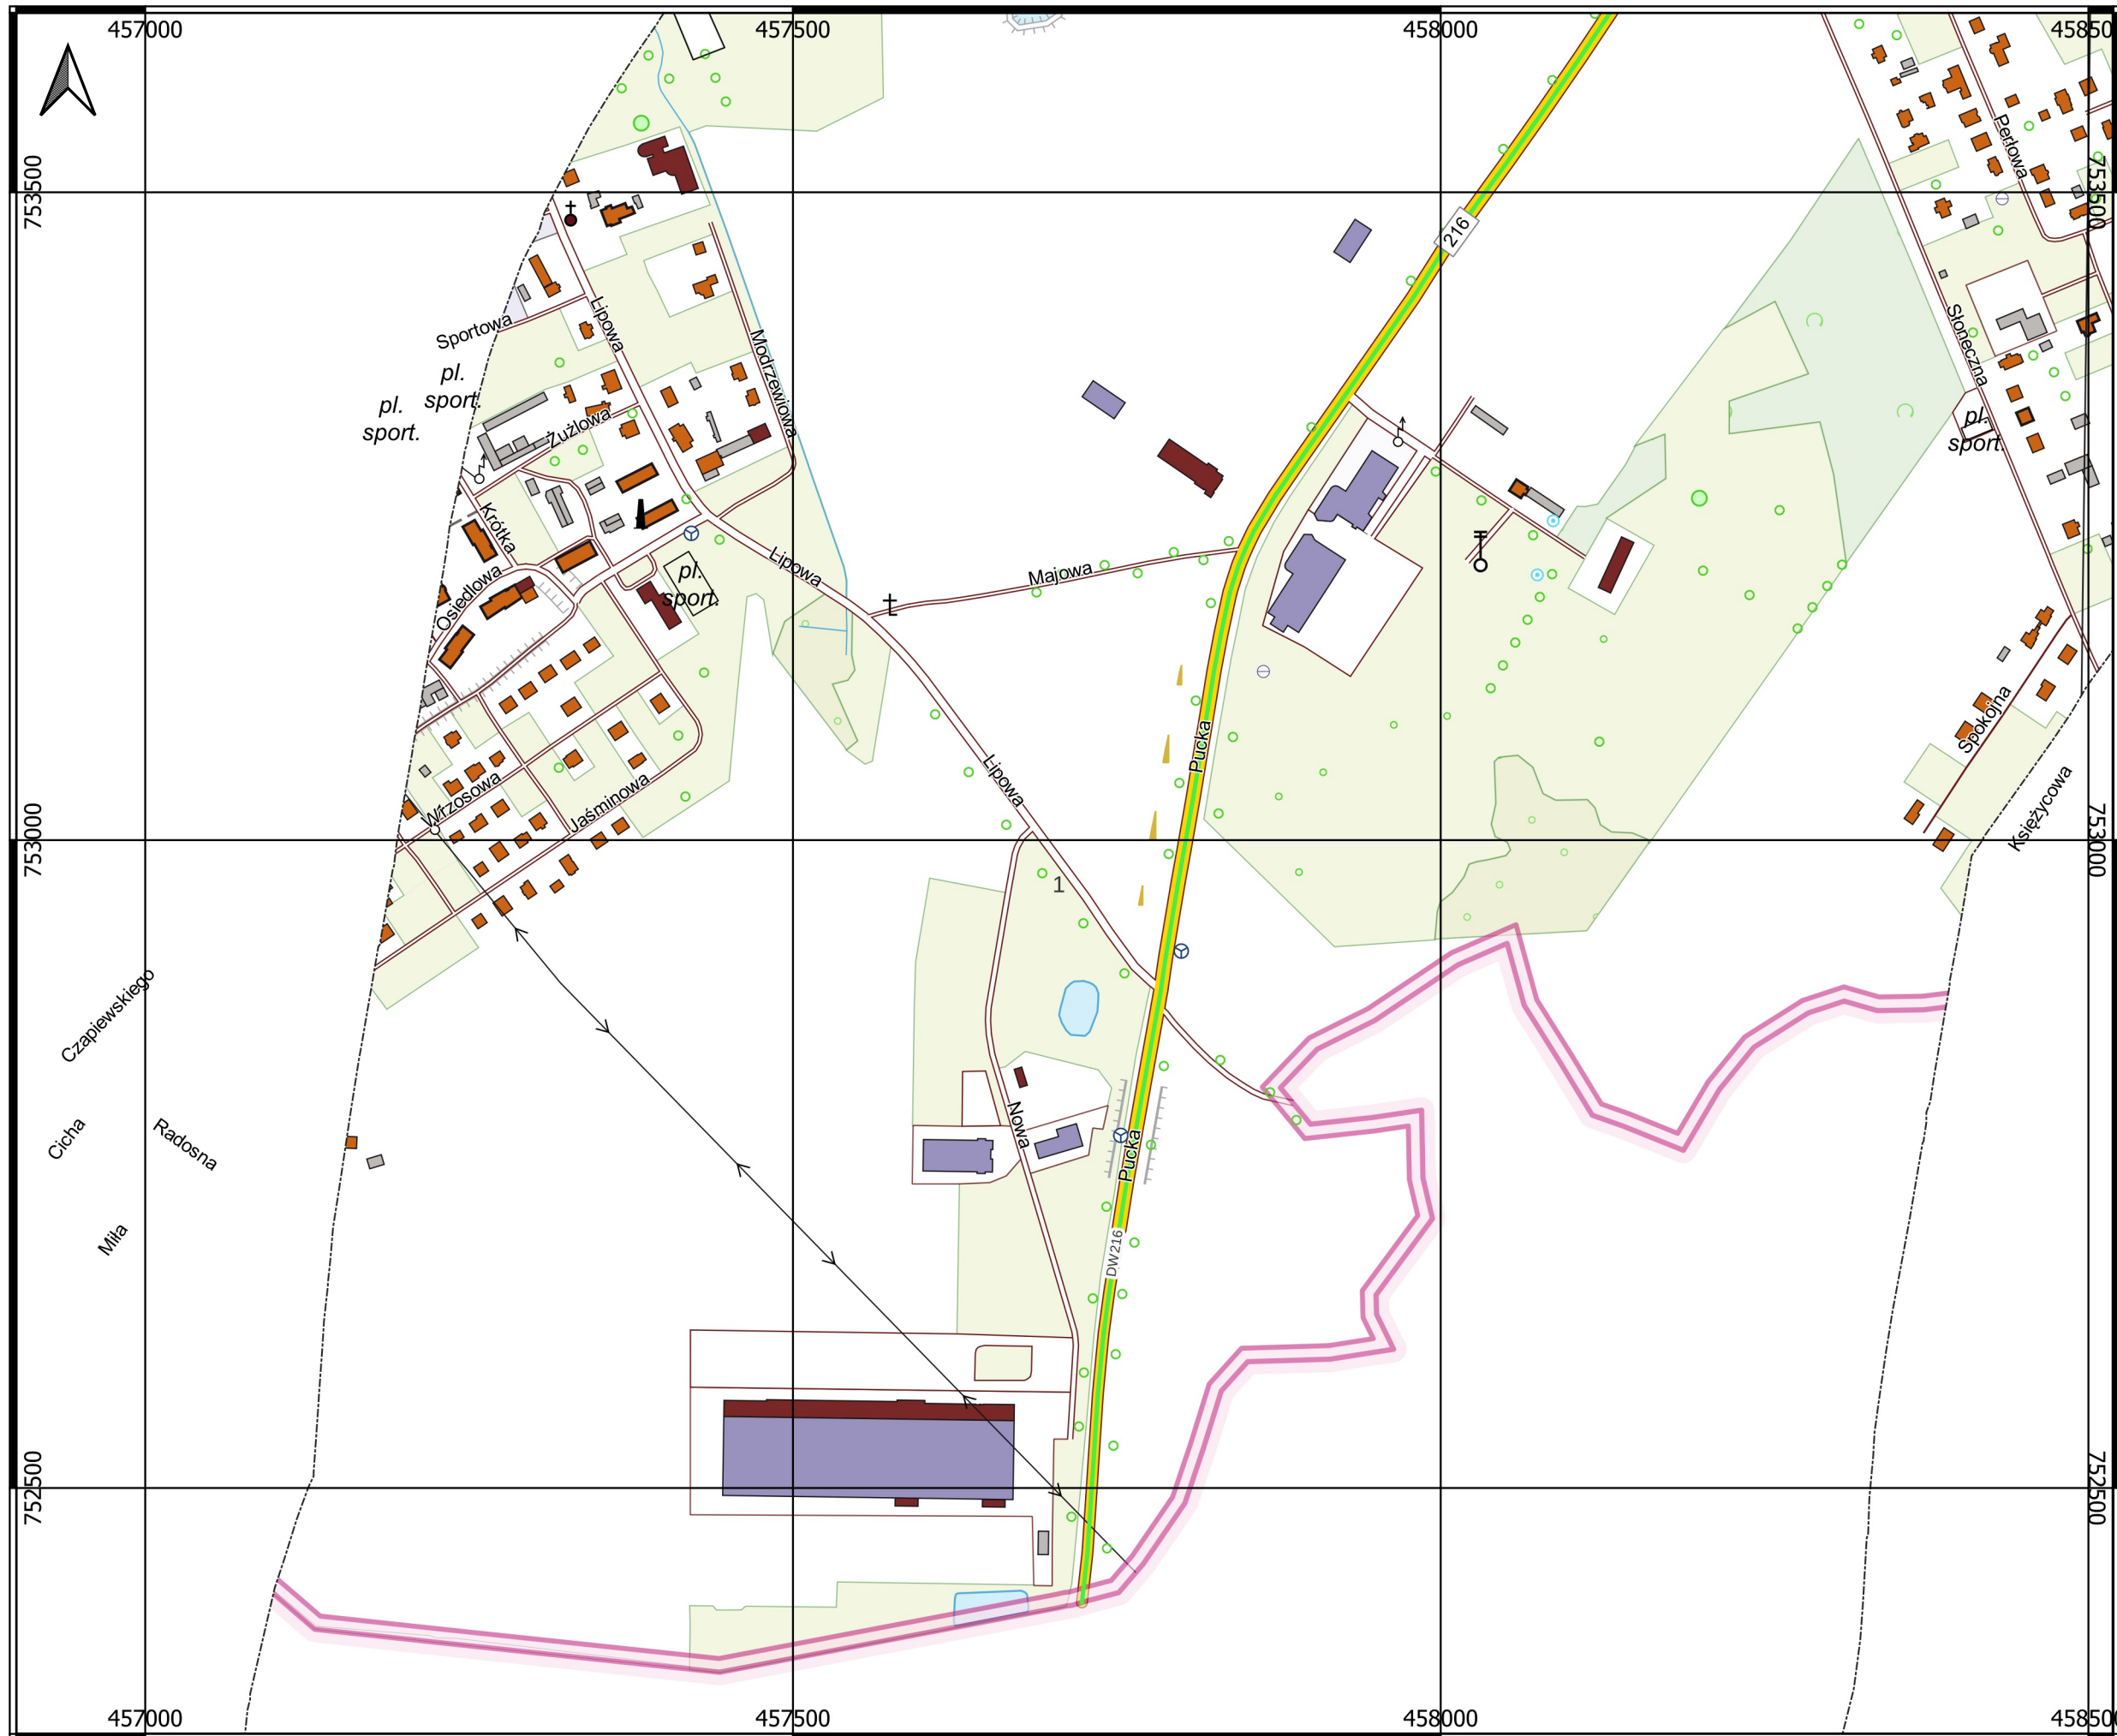 457000
457500
458000
458500
753500
753500
Perłowa
216
Lipowa
Sportowa
Modrzewiowa
Słoneczna
pl.
sport.
pl.
sport.
Żużlowa
pl.
sport.
Krótka
Lipowa
Majowa
pl.
sport.
Osiedlowa
Spokojna
Pucka
Lipowa
Księżycowa
Wrzosowa
Jaśminowa
753000
753000
1
Czapiewskiego
Cicha
Radosna
Nowa
Pucka
Miła
DW216
752500
752500
457000
457500
458000
458500